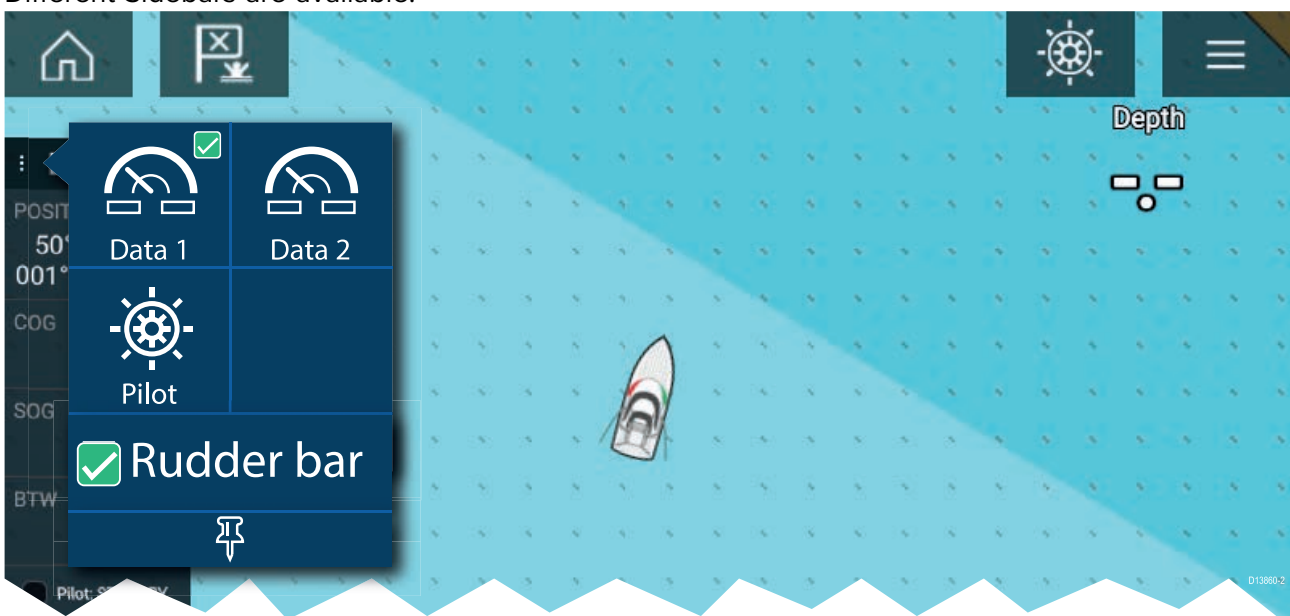 Different Sidebars are available.
Depth
POSIT
50°
001°
COG
SOG
BTW
Data 1
Data 2
Pilot
Rudder bar
Pilot:
D13860-2